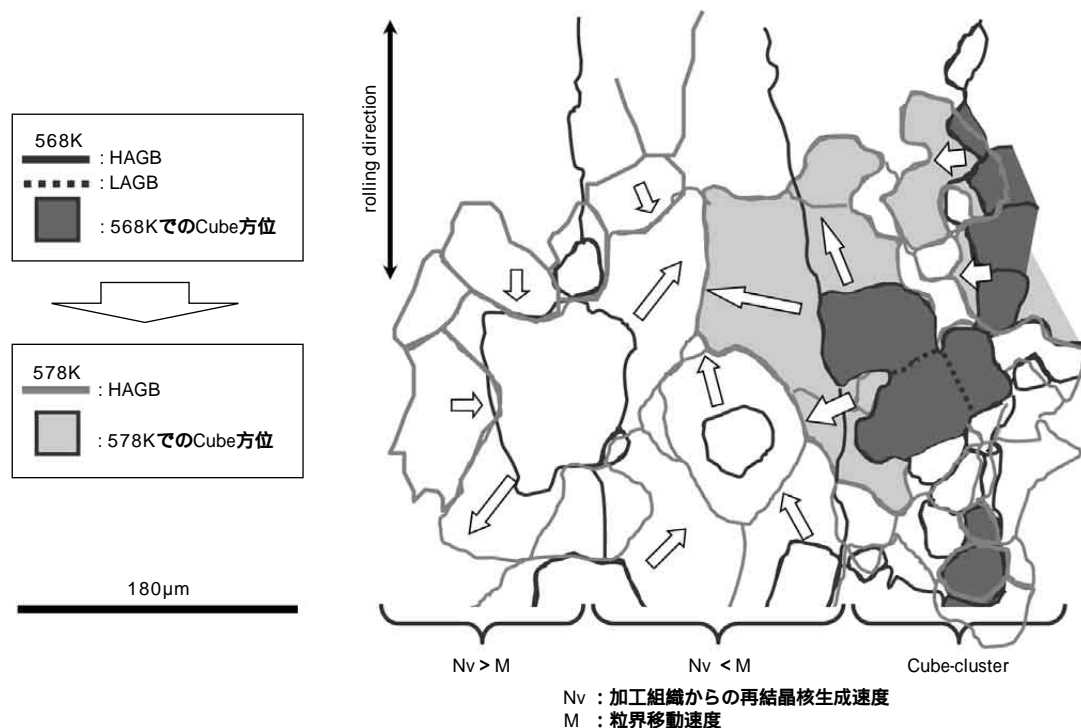 rolling direction
568K
: HAGB
: LAGB
: 568KでのCube方位
578K
: HAGB
: 578KでのCube方位
180µm
Nv > M
Nv < M
Cube-cluster
Nv : 加工組織からの再結晶核生成速度
M : 粒界移動速度